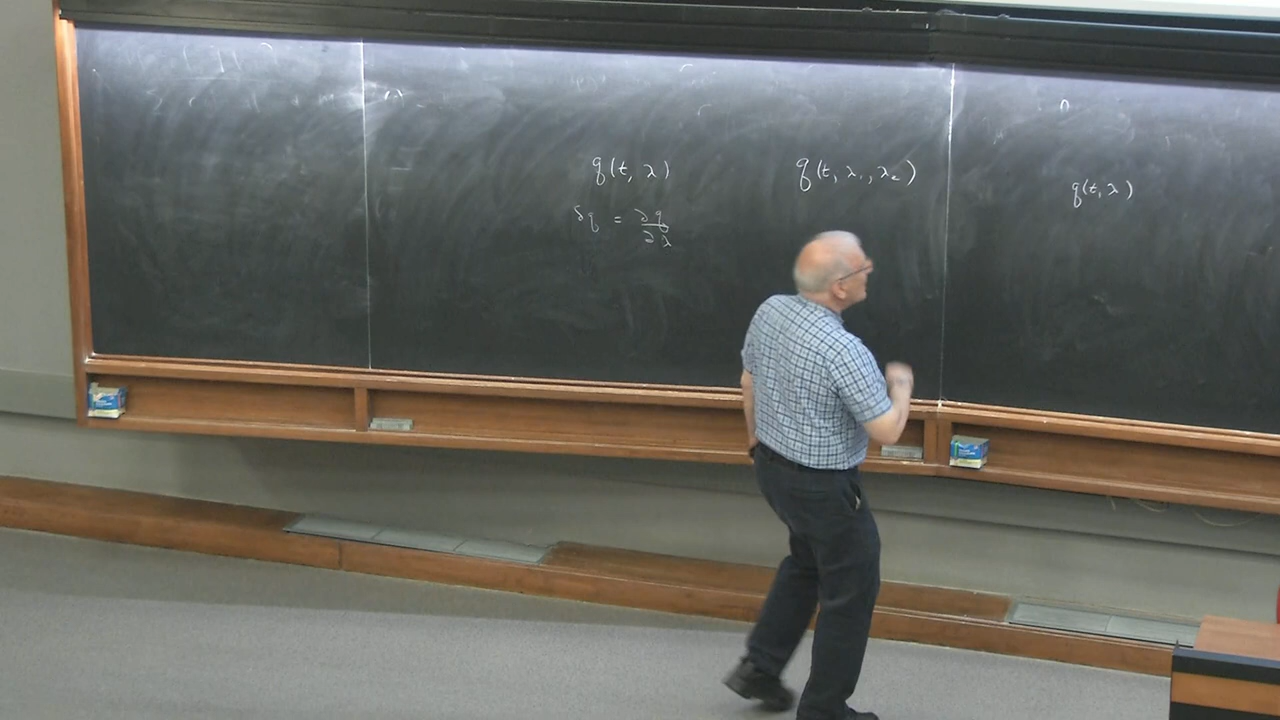 q(t, λ)
q(t, λ₁, λ₂)
q(t, λ)
δq = ∂q/∂λ